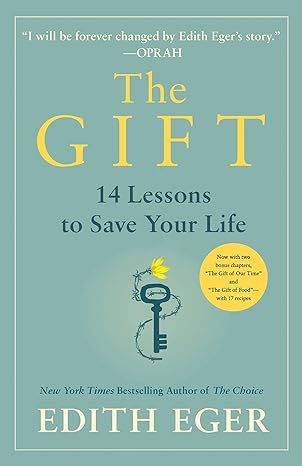 “I will be forever changed by Edith Eger’s story.”
—OPRAH
The
GIFT
14 Lessons
to Save Your Life
Now with two
bonus chapters,
“The Gift of Our Time”
and
“The Gift of Food”—
with 17 recipes
New York Times Bestselling Author of The Choice
EDITH EGER